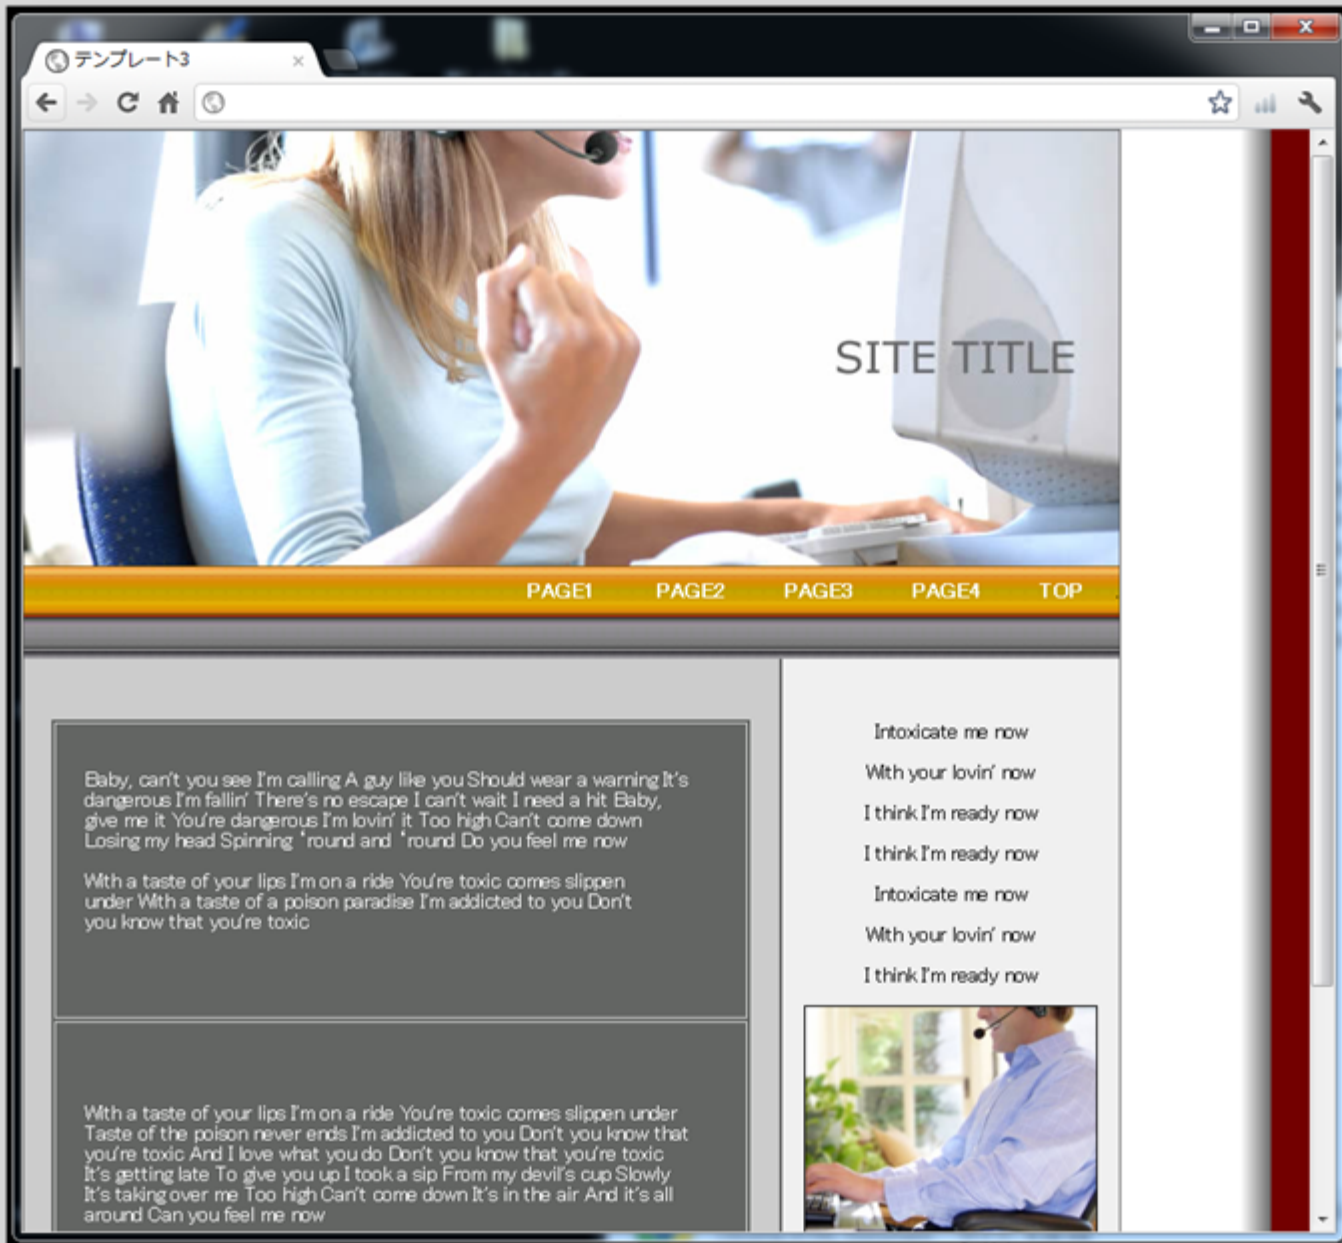 テンプレート3
SITE TITLE
PAGE1 PAGE2 PAGE3 PAGE4 TOP
Baby, can't you see I'm calling A guy like you Should wear a warning It's
dangerous I'm fallin' There's no escape I can't wait I need a hit Baby,
give me it You're dangerous I'm lovin' it Too high Can't come down
Losing my head Spinning 'round and 'round Do you feel me now
With a taste of your lips I'm on a ride You're toxic comes slippen
under With a taste of a poison paradise I'm addicted to you Don't
you know that you're toxic
With a taste of your lips I'm on a ride You're toxic comes slippen under
Taste of the poison never ends I'm addicted to you Don't you know that
you're toxic And I love what you do Don't you know that you're toxic
It's getting late To give you up I took a sip From my devil's cup Slowly
It's taking over me Too high Can't come down It's in the air And it's all
around Can you feel me now
Intoxicate me now
With your lovin' now
I think I'm ready now
I think I'm ready now
Intoxicate me now
With your lovin' now
I think I'm ready now